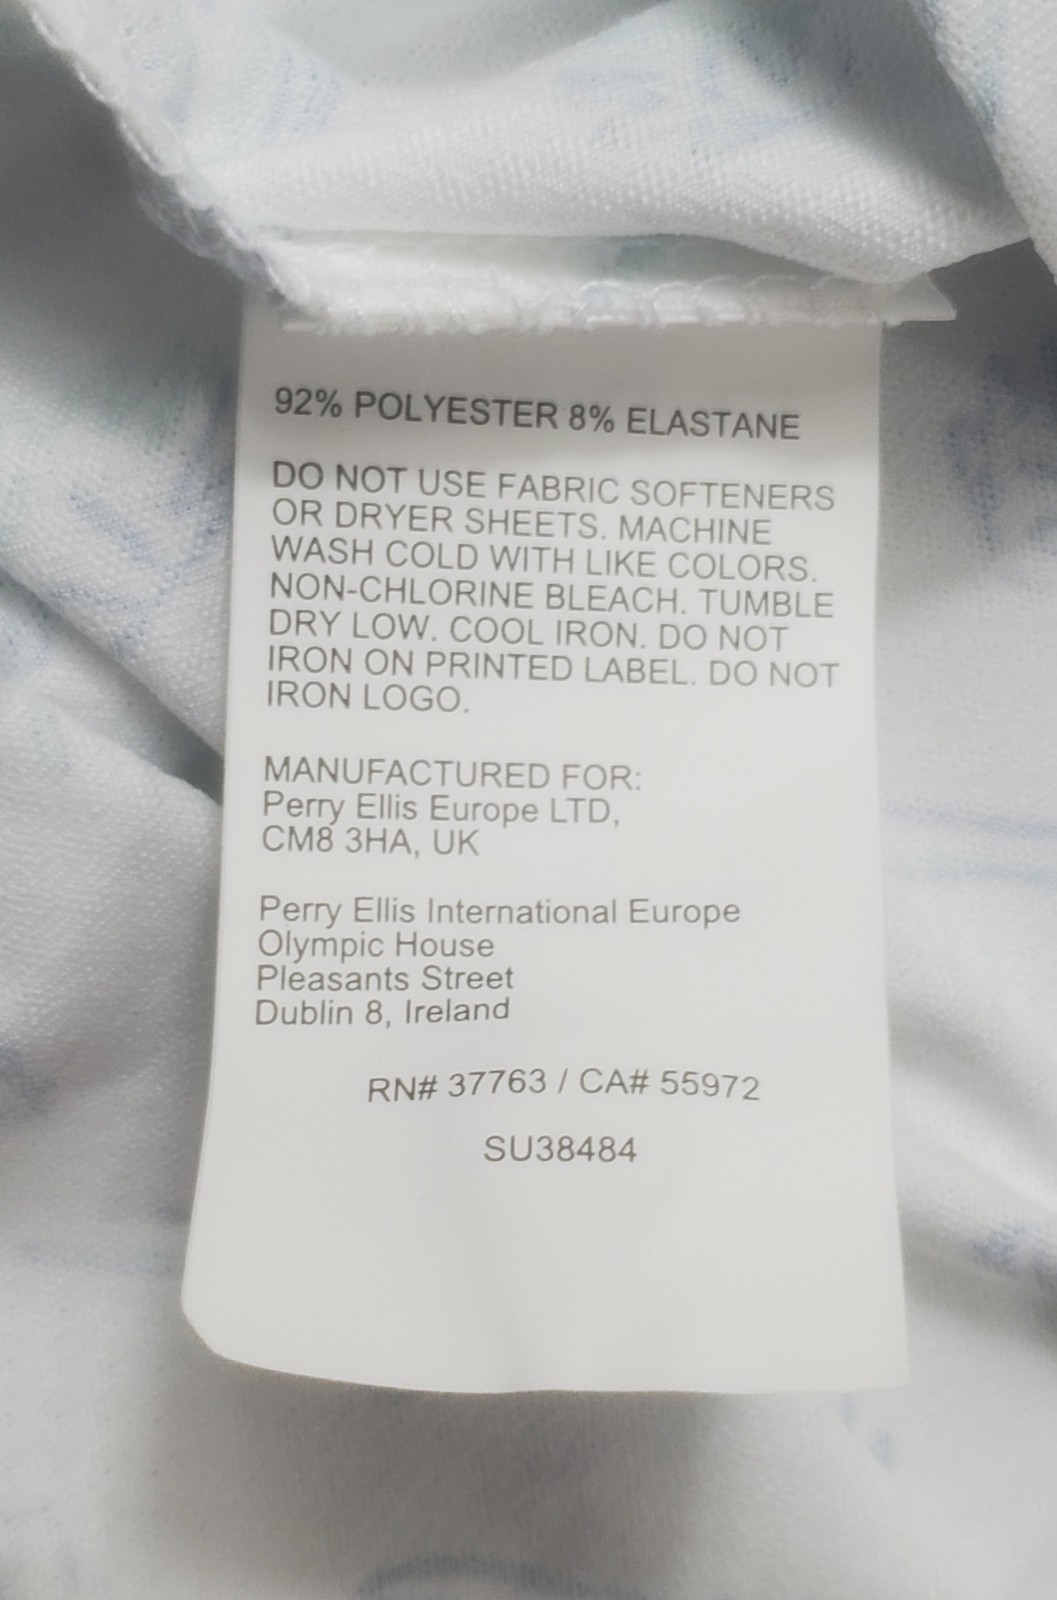 92% POLYESTER 8% ELASTANE
DO NOT USE FABRIC SOFTENERS
OR DRYER SHEETS. MACHINE
WASH COLD WITH LIKE COLORS.
NON-CHLORINE BLEACH. TUMBLE
DRY LOW. COOL IRON. DO NOT
IRON ON PRINTED LABEL. DO NOT
IRON LOGO.
MANUFACTURED FOR:
Perry Ellis Europe LTD,
CM8 3HA, UK
Perry Ellis International Europe
Olympic House
Pleasants Street
Dublin 8, Ireland
RN# 37763 / CA# 55972
SU38484